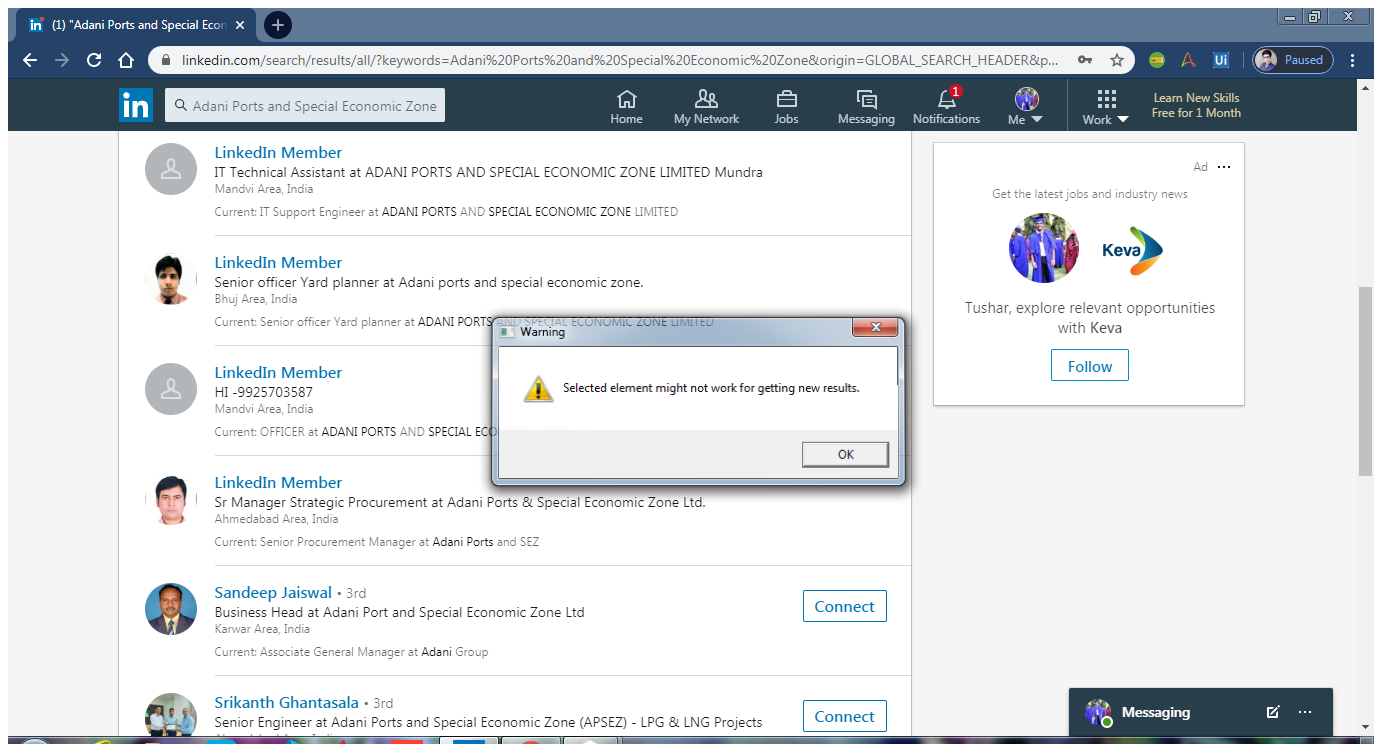 (1) "Adani Ports and Special Econ
linkedin.com/search/results/all/?keywords=Adani%20Ports%20and%20Special%20Economic%20Zone&origin=GLOBAL_SEARCH_HEADER&p...
Ui
Paused
in
Adani Ports and Special Economic Zone
Home
My Network
Jobs
Messaging
1
Notifications
Me
Work
Learn New Skills
Free for 1 Month
LinkedIn Member
IT Technical Assistant at ADANI PORTS AND SPECIAL ECONOMIC ZONE LIMITED Mundra
Mandvi Area, India
Current: IT Support Engineer at ADANI PORTS AND SPECIAL ECONOMIC ZONE LIMITED
LinkedIn Member
Senior officer Yard planner at Adani ports and special economic zone.
Bhuj Area, India
Current: Senior officer Yard planner at ADANI PORTS AND SPECIAL ECONOMIC ZONE LIMITED
LinkedIn Member
HI -9925703587
Mandvi Area, India
Current: OFFICER at ADANI PORTS AND SPECIAL ECO
LinkedIn Member
Sr Manager Strategic Procurement at Adani Ports & Special Economic Zone Ltd.
Ahmedabad Area, India
Current: Senior Procurement Manager at Adani Ports and SEZ
Sandeep Jaiswal • 3rd
Business Head at Adani Port and Special Economic Zone Ltd
Karwar Area, India
Current: Associate General Manager at Adani Group
Connect
Srikanth Ghantasala • 3rd
Senior Engineer at Adani Ports and Special Economic Zone (APSEZ) - LPG & LNG Projects
Connect
Warning
Selected element might not work for getting new results.
OK
Ad
Get the latest jobs and industry news
Keva
Tushar, explore relevant opportunities
with Keva
Follow
Messaging